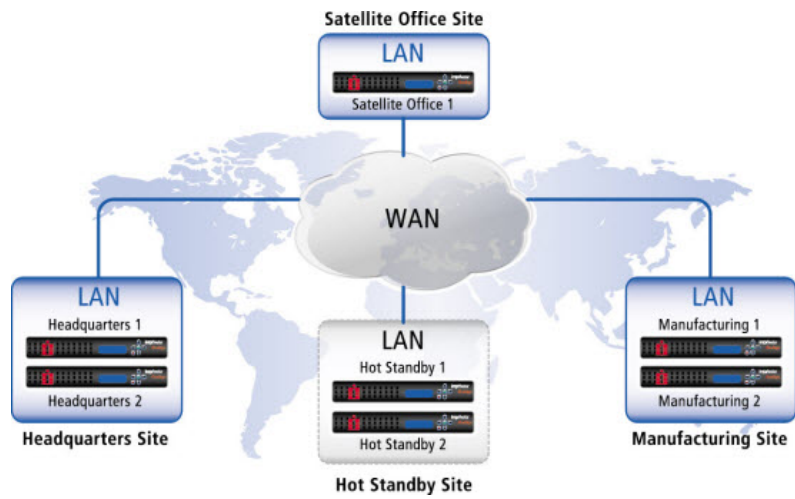 Satellite Office Site
LAN
Satellite Office 1
WAN
LAN
Headquarters 1
Headquarters 2
Headquarters Site
LAN
Hot Standby 1
Hot Standby 2
Hot Standby Site
LAN
Manufacturing 1
Manufacturing 2
Manufacturing Site